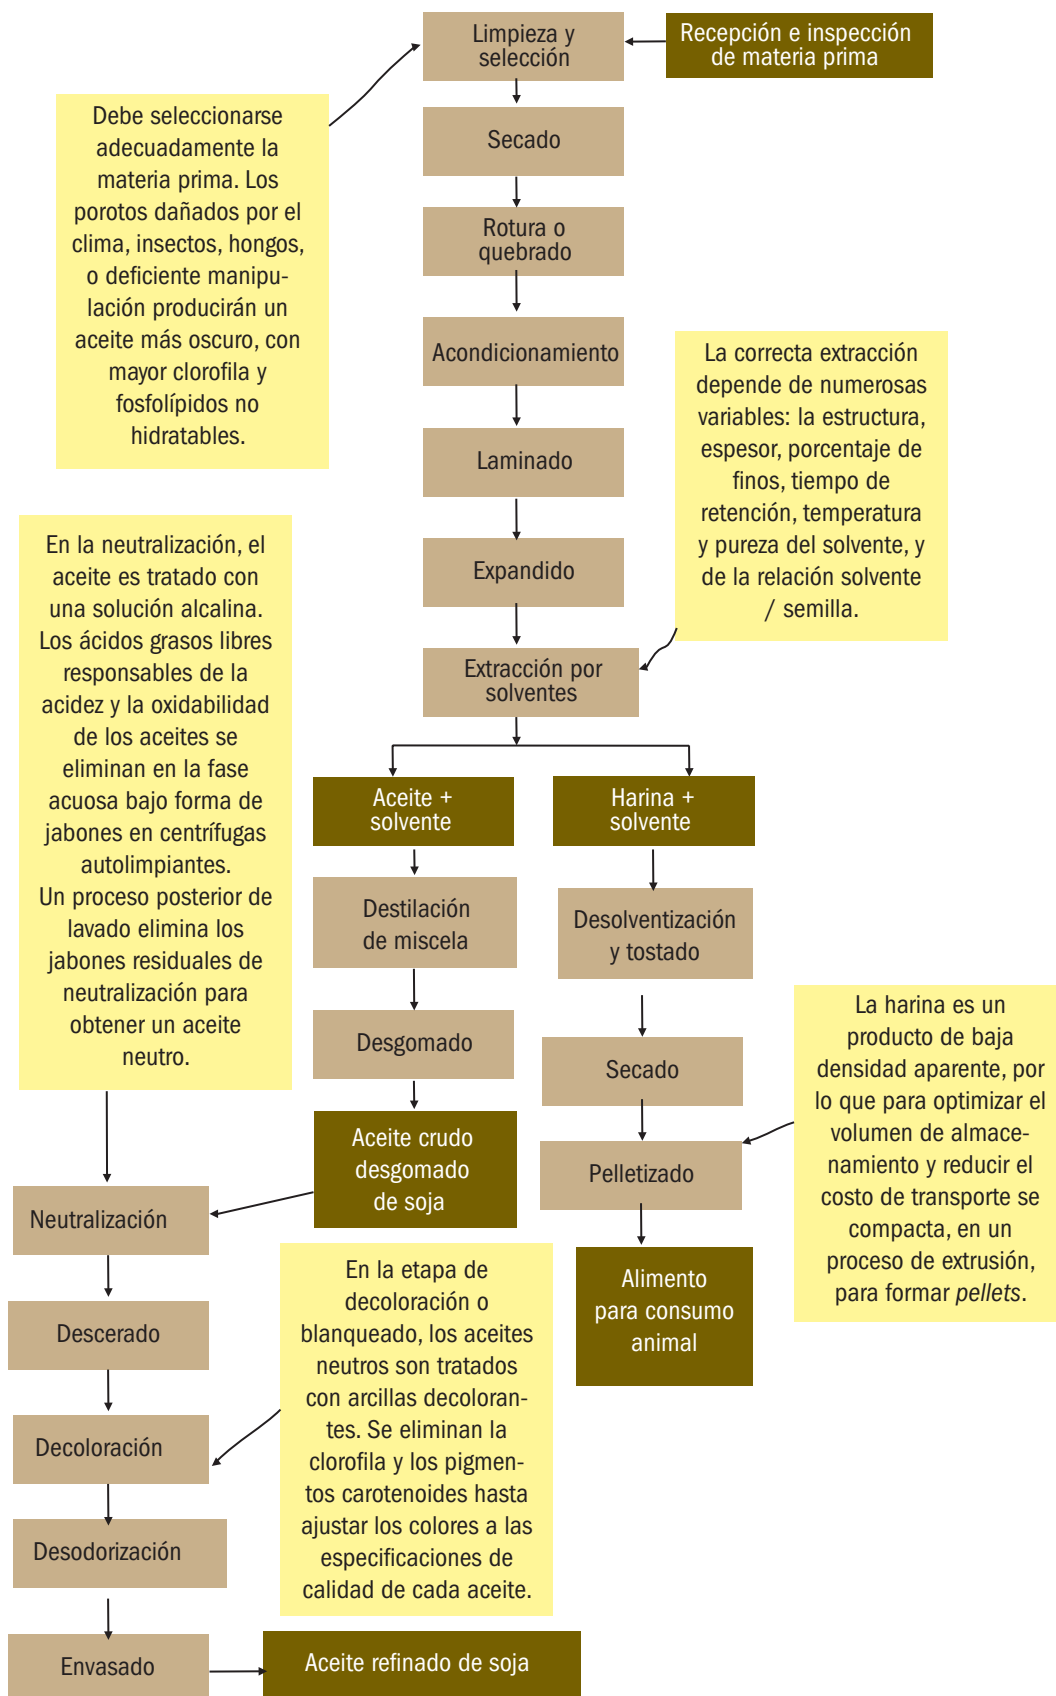 Limpieza y
selección
Recepción e inspección
de materia prima
Debe seleccionarse
adecuadamente la
materia prima. Los
porotos dañados por el
clima, insectos, hongos,
o deficiente manipu-
lación producirán un
aceite más oscuro, con
mayor clorofila y
fosfolípidos no
hidratables.
Secado
Rotura o
quebrado
Acondicionamiento
Laminado
Expandido
La correcta extracción
depende de numerosas
variables: la estructura,
espesor, porcentaje de
finos, tiempo de
retención, temperatura
y pureza del solvente, y
de la relación solvente
/ semilla.
Extracción por
solventes
En la neutralización, el
aceite es tratado con
una solución alcalina.
Los ácidos grasos libres
responsables de la
acidez y la oxidabilidad
de los aceites se
eliminan en la fase
acuosa bajo forma de
jabones en centrífugas
autolimpiantes.
Un proceso posterior de
lavado elimina los
jabones residuales de
neutralización para
obtener un aceite
neutro.
Aceite +
solvente
Harina +
solvente
Destilación
de miscela
Desolventización
y tostado
Desgomado
Secado
La harina es un
producto de baja
densidad aparente, por
lo que para optimizar el
volumen de almace-
namiento y reducir el
costo de transporte se
compacta, en un
proceso de extrusión,
para formar pellets.
Aceite crudo
desgomado
de soja
Pelletizado
Neutralización
Alimento
para consumo
animal
En la etapa de
decoloración o
blanqueado, los aceites
neutros son tratados
con arcillas decoloran-
tes. Se eliminan la
clorofila y los pigmen-
tos carotenoides hasta
ajustar los colores a las
especificaciones de
calidad de cada aceite.
Descerado
Decoloración
Desodorización
Envasado
Aceite refinado de soja